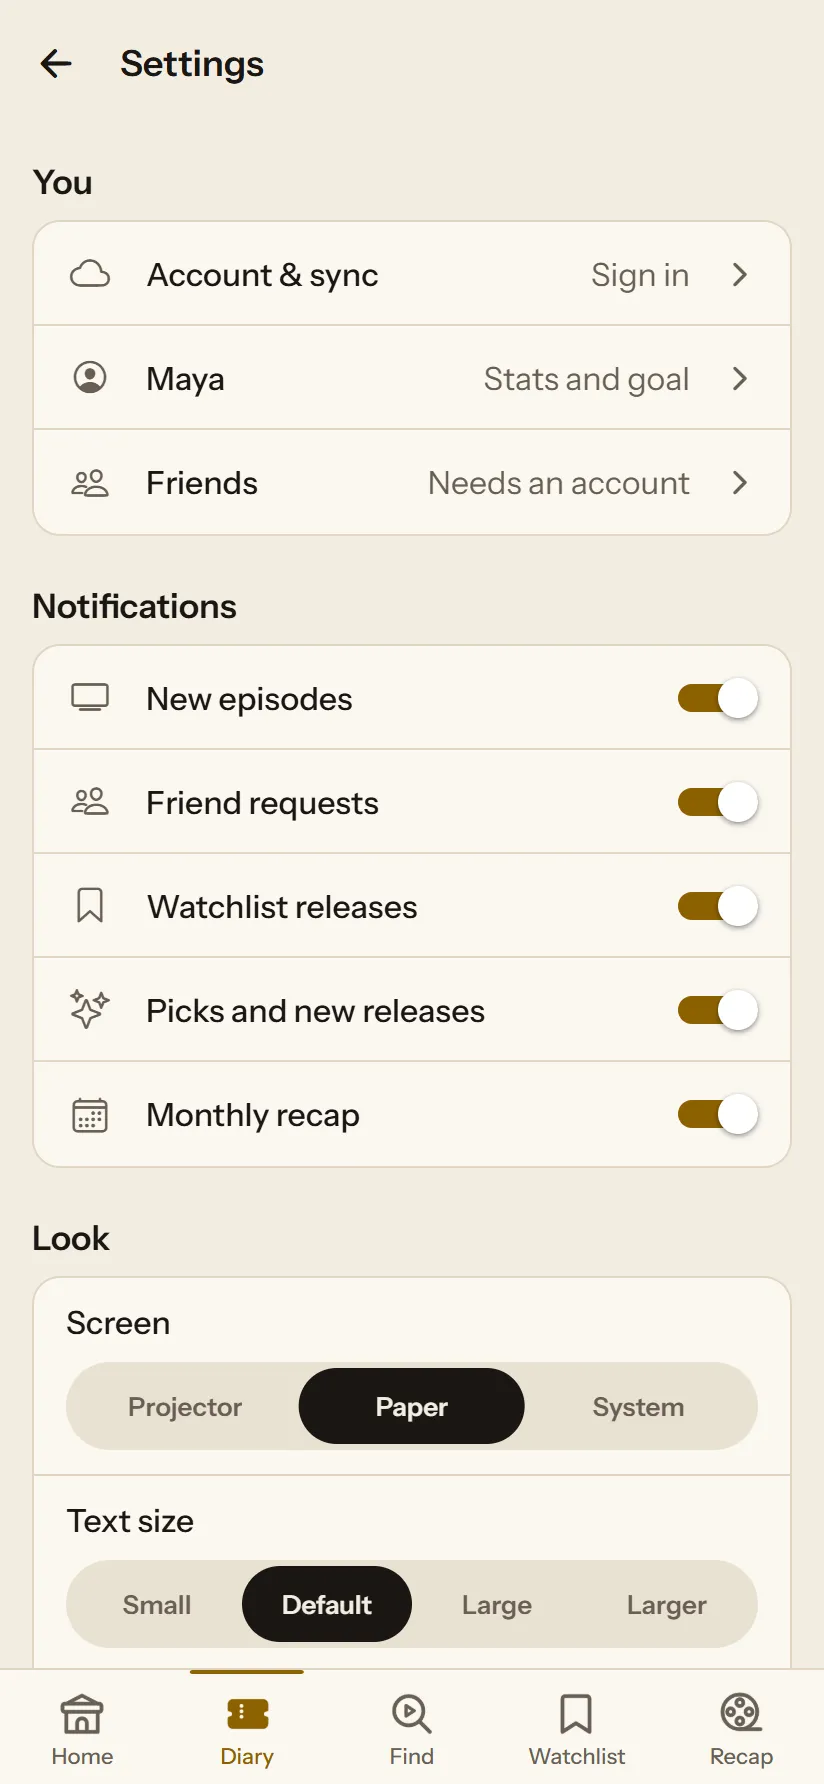 Settings
You
Account & sync Sign in
Maya Stats and goal
Friends Needs an account
Notifications
New episodes
Friend requests
Watchlist releases
Picks and new releases
Monthly recap
Look
Screen
Projector Paper System
Text size
Small Default Large Larger
Home Diary Find Watchlist Recap